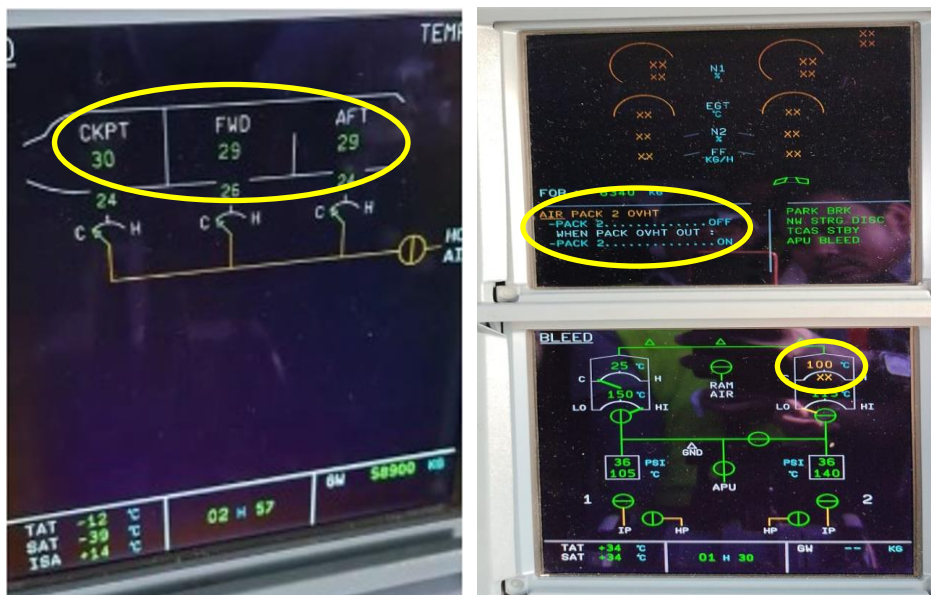 TEMP
CKPT FWD AFT
30 29 29
24 26 24
C H C H C H
HO
AI
TAT -12 °C
SAT -39 °C
ISA +14 °C
02 H 57
GW 58900 KG
XX
XX
XX XX
XX XX
N1
%
XX EGT XX
°C
XX N2 XX
%
XX FF XX
KG/H
FOB : 6340 KG
AIR PACK 2 OVHT
-PACK 2...........OFF
WHEN PACK OVHT OUT :
-PACK 2............ON
PARK BRK
NW STRG DISC
TCAS STBY
APU BLEED
BLEED
25 °C 100 °C
C H RAM AIR C XX H
150 °C 115 °C
LO HI LO HI
GND
36 PSI PSI 36
105 °C °C 140
APU
1 2
IP HP HP IP
TAT +34 °C
SAT +34 °C
01 H 30
GW -- KG